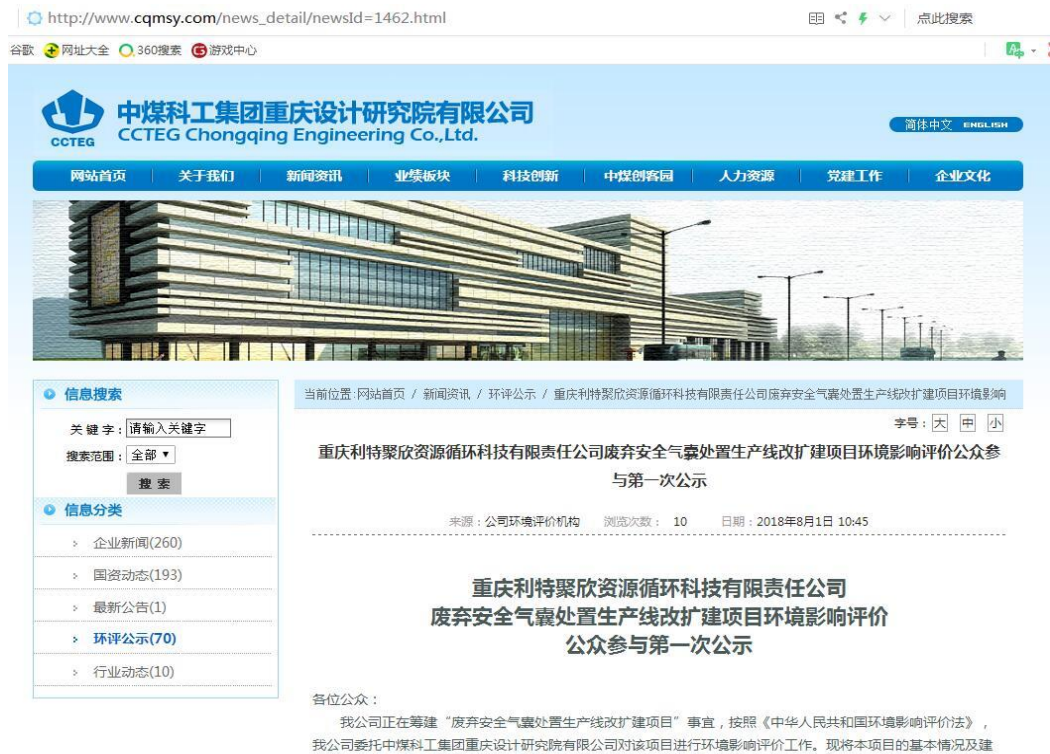 http://www.cqmsy.com/news_detail/newsId=1462.html
点此搜索
谷歌 网址大全 360搜索 游戏中心
中煤科工集团重庆设计研究院有限公司
CCTEG CCTEG Chongqing Engineering Co.,Ltd.
简体中文 ENGLISH
网站首页 关于我们 新闻资讯 业绩板块 科技创新 中煤创客园 人力资源 党建工作 企业文化
信息搜索
关 键 字：请输入关键字
搜索范围：全部
搜 索
信息分类
企业新闻(260)
国资动态(193)
最新公告(1)
环评公示(70)
行业动态(10)
当前位置:网站首页 / 新闻资讯 / 环评公示 / 重庆利特聚欣资源循环科技有限责任公司废弃安全气囊处置生产线改扩建项目环境影响
字号：大 中 小
重庆利特聚欣资源循环科技有限责任公司废弃安全气囊处置生产线改扩建项目环境影响评价公众参
与第一次公示
来源：公司环境评价机构 浏览次数： 10 日期：2018年8月1日 10:45
重庆利特聚欣资源循环科技有限责任公司
废弃安全气囊处置生产线改扩建项目环境影响评价
公众参与第一次公示
各位公众：
我公司正在筹建“废弃安全气囊处置生产线改扩建项目”事宜，按照《中华人民共和国环境影响评价法》，
我公司委托中煤科工集团重庆设计研究院有限公司对该项目进行环境影响评价工作。现将本项目的基本情况及建